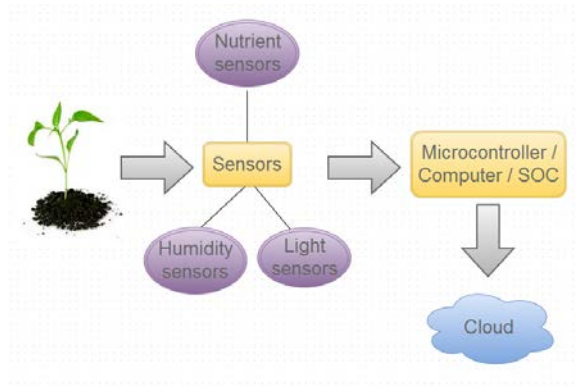 Nutrient
sensors
Sensors
Microcontroller /
Computer / SOC
Humidity
sensors
Light
sensors
Cloud